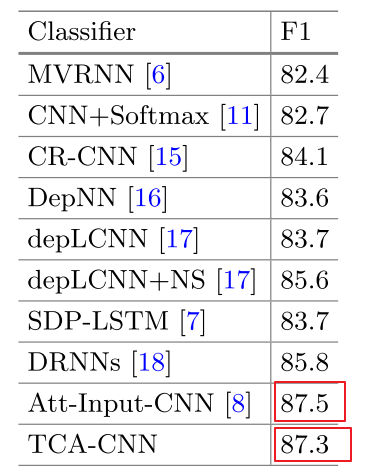 Classifier F1
MVRNN [6] 82.4
CNN+Softmax [11] 82.7
CR-CNN [15] 84.1
DepNN [16] 83.6
depLCNN [17] 83.7
depLCNN+NS [17] 85.6
SDP-LSTM [7] 83.7
DRNNs [18] 85.8
Att-Input-CNN [8] 87.5
TCA-CNN 87.3